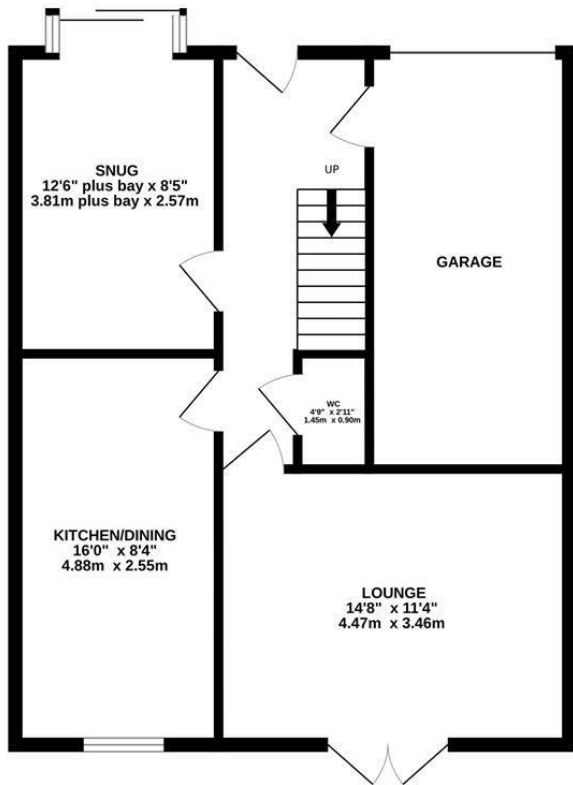 SNUG
12'6" plus bay x 8'5"
3.81m plus bay x 2.57m
UP
GARAGE
WC
4'9" x 2'11"
1.45m x 0.90m
KITCHEN/DINING
16'0" x 8'4"
4.88m x 2.55m
LOUNGE
14'8" x 11'4"
4.47m x 3.46m